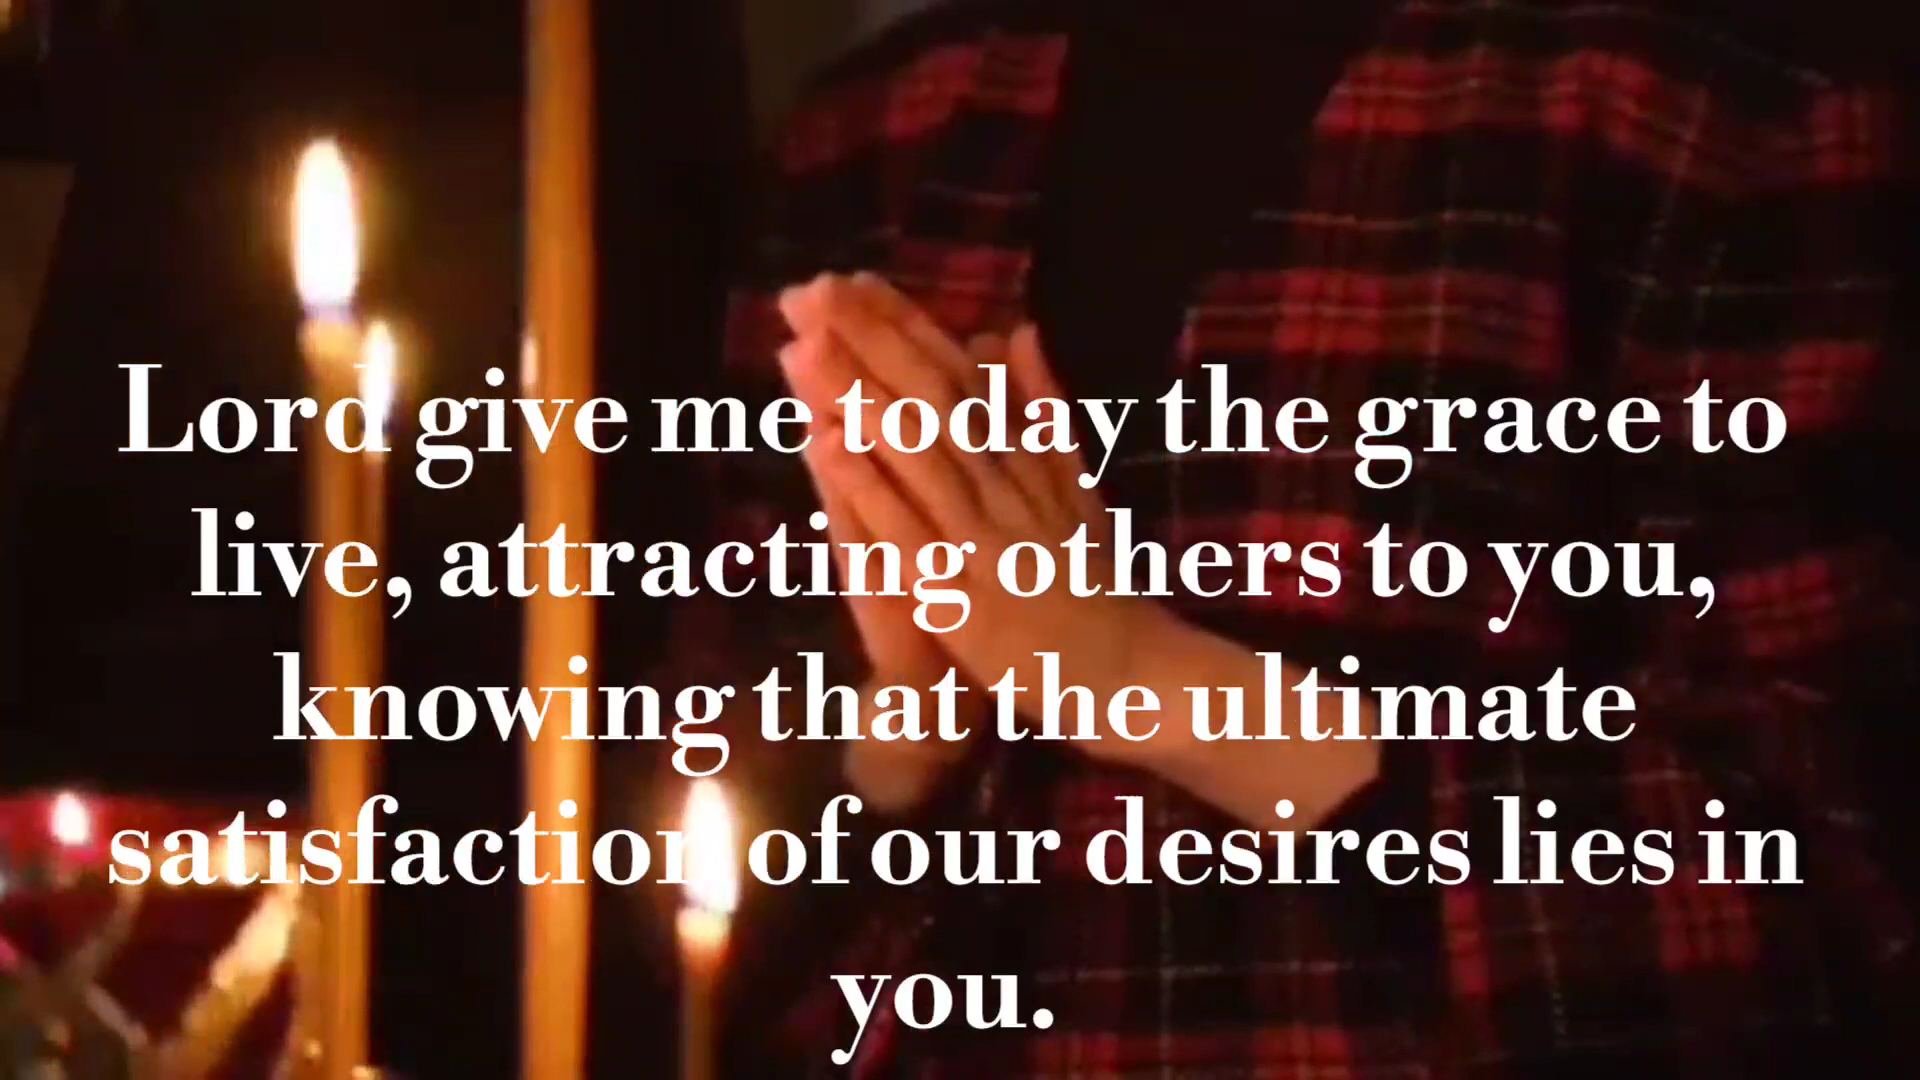 Lord give me today the grace to
live, attracting others to you,
knowing that the ultimate
satisfaction of our desires lies in
you.